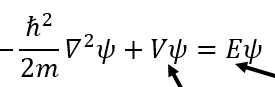 −ħ²/2m ∇²ψ + Vψ = Eψ